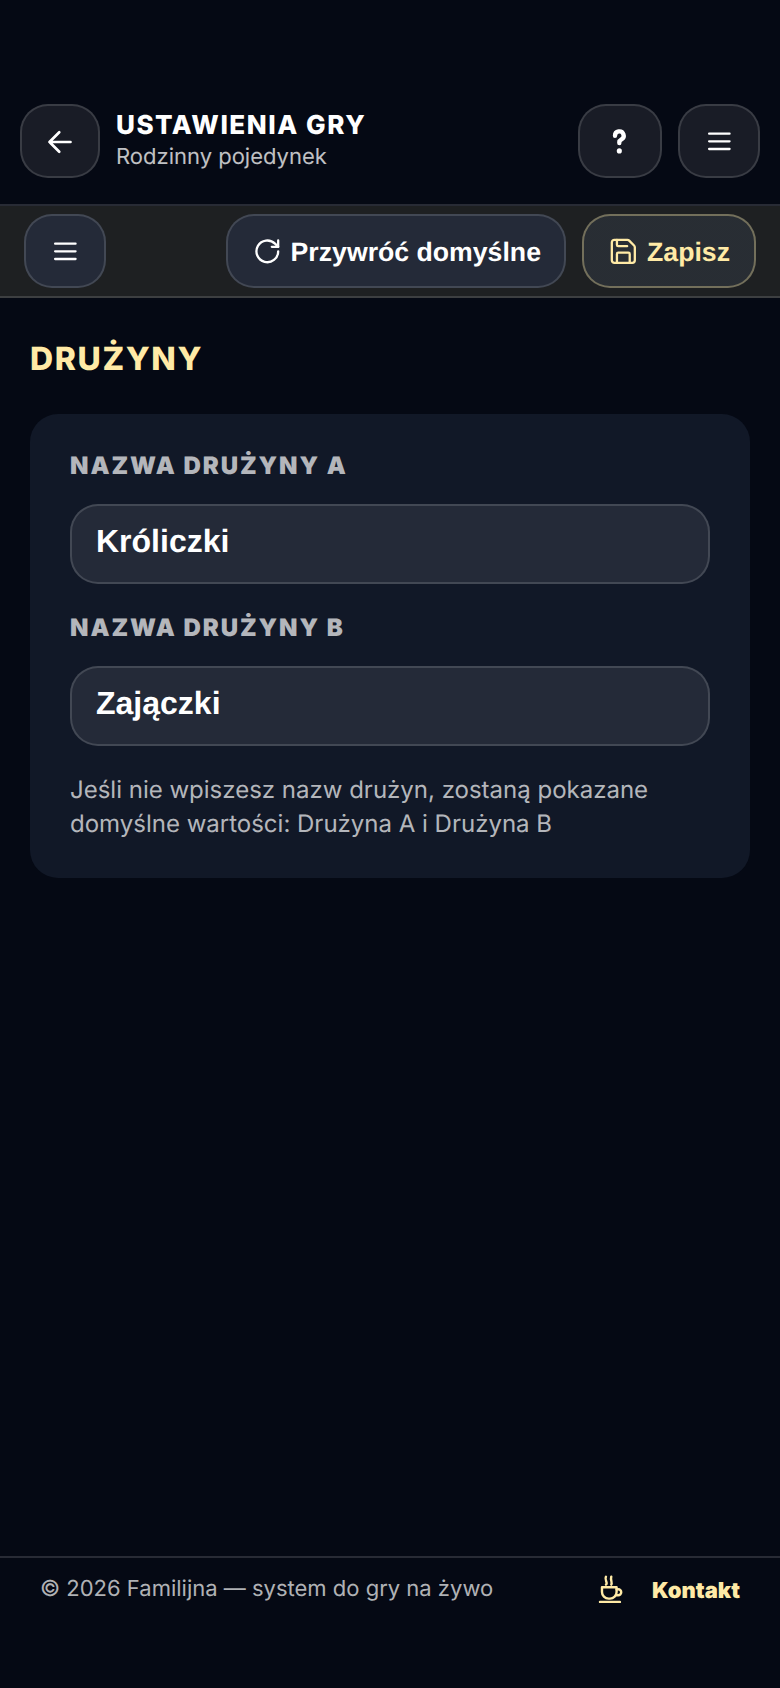 USTAWIENIA GRY
Rodzinny pojedynek
?
Przywróć domyślne
Zapisz
DRUŻYNY
NAZWA DRUŻYNY A
Króliczki
NAZWA DRUŻYNY B
Zajączki
Jeśli nie wpiszesz nazw drużyn, zostaną pokazane
domyślne wartości: Drużyna A i Drużyna B
© 2026 Familijna — system do gry na żywo
Kontakt